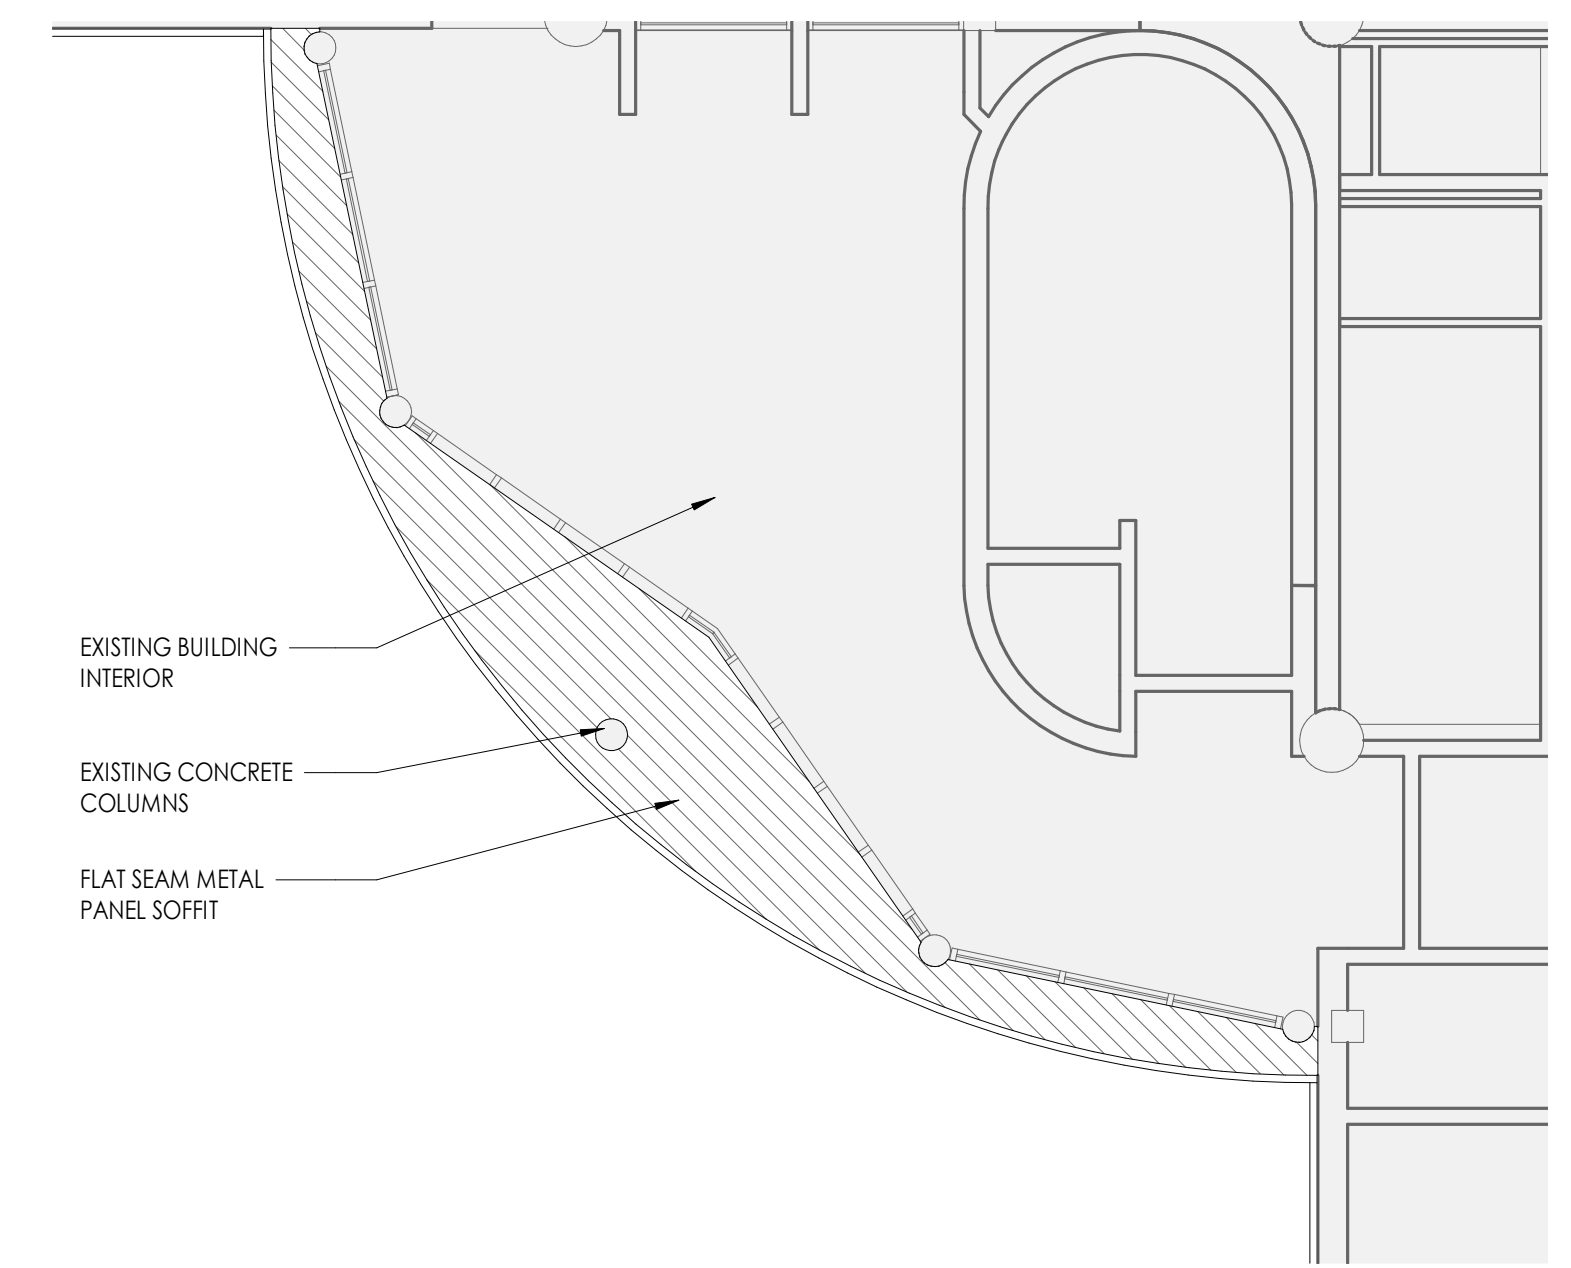 EXISTING BUILDING
INTERIOR
EXISTING CONCRETE
COLUMNS
FLAT SEAM METAL
PANEL SOFFIT